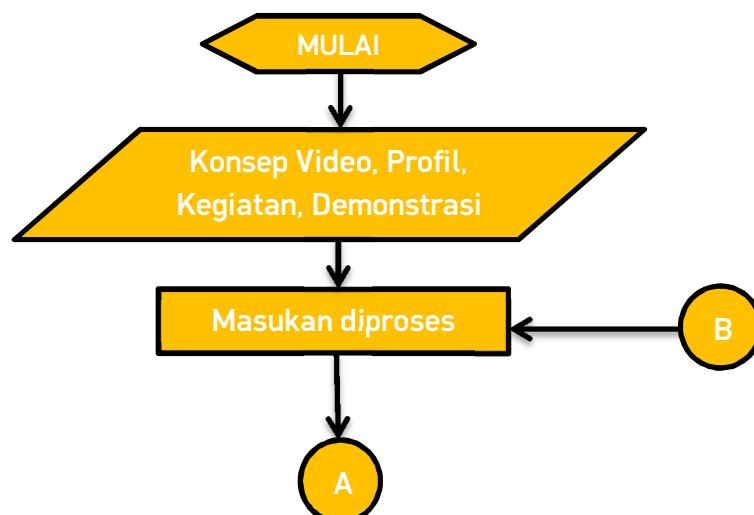 MULAI
Konsep Video, Profil,
Kegiatan, Demonstrasi
Masukan diproses
B
A